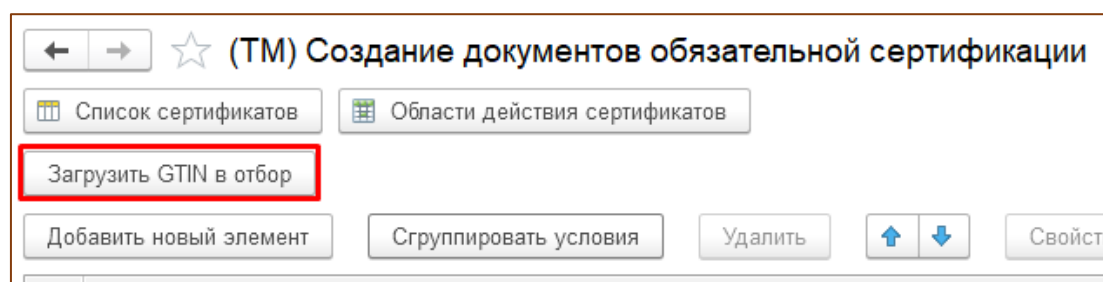 (ТМ) Создание документов обязательной сертификации
Список сертификатов Области действия сертификатов
Загрузить GTIN в отбор
Добавить новый элемент Сгруппировать условия Удалить Свойст